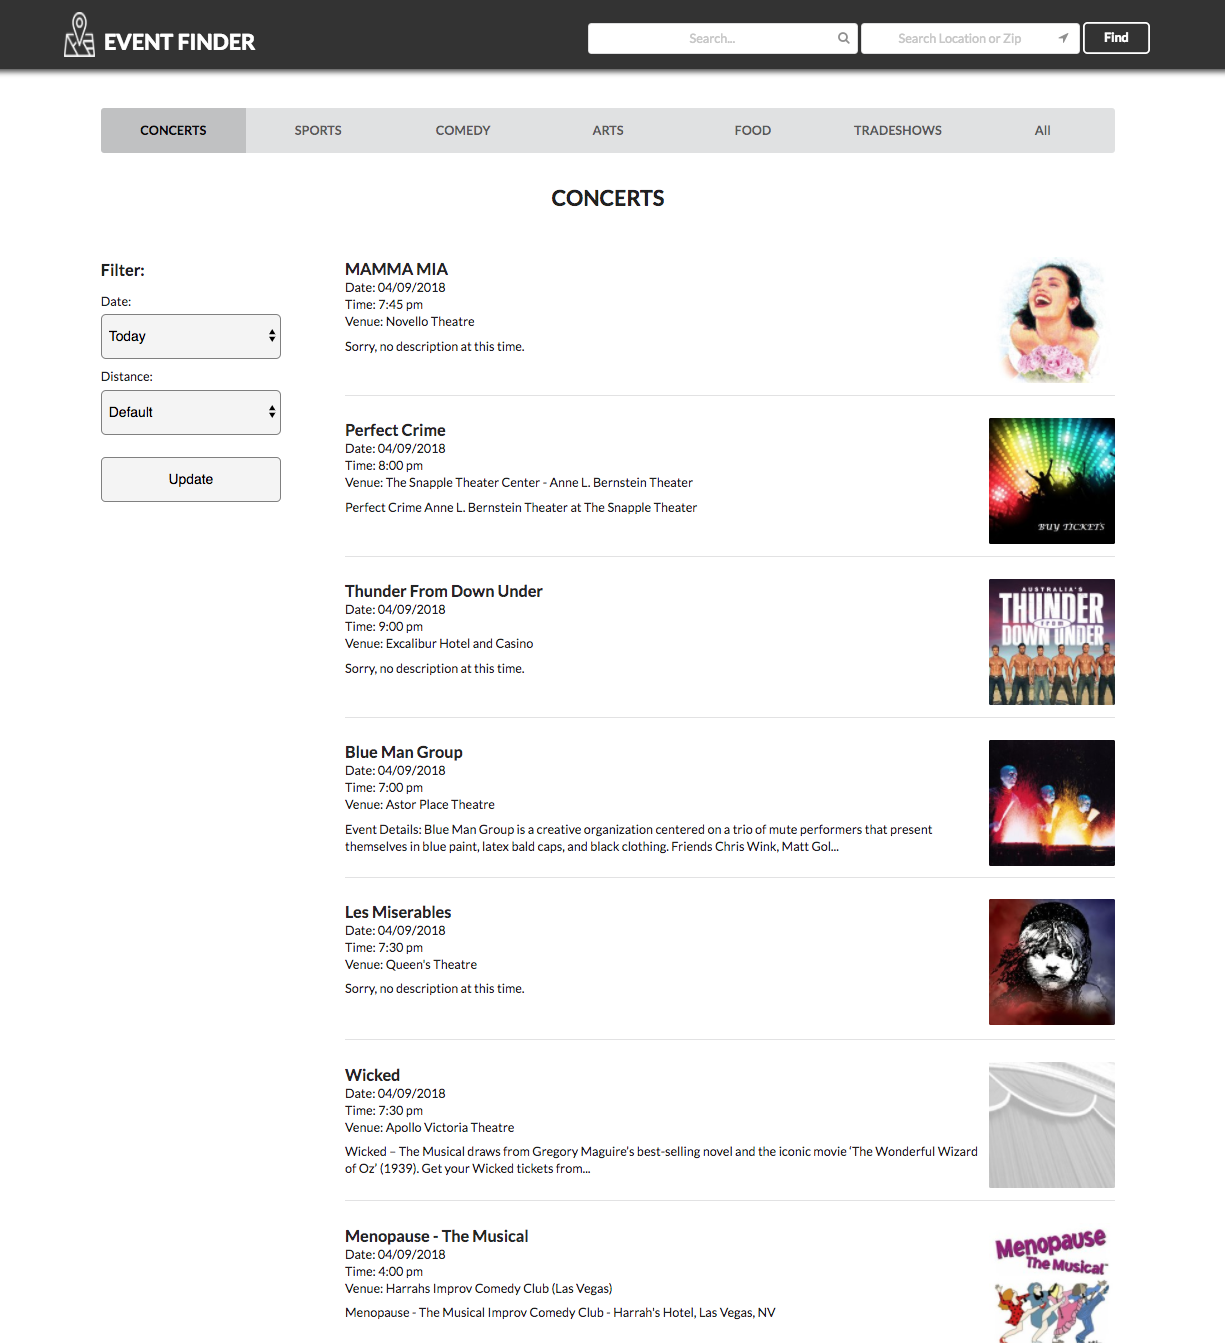 EVENT FINDER
Search...
Search Location or Zip
Find
CONCERTS
SPORTS
COMEDY
ARTS
FOOD
TRADESHOWS
All
CONCERTS
Filter:
Date:
Today
Distance:
Default
Update
MAMMA MIA
Date: 04/09/2018
Time: 7:45 pm
Venue: Novello Theatre
Sorry, no description at this time.
Perfect Crime
Date: 04/09/2018
Time: 8:00 pm
Venue: The Snapple Theater Center - Anne L. Bernstein Theater
Perfect Crime Anne L. Bernstein Theater at The Snapple Theater
BUY TICKETS
Thunder From Down Under
Date: 04/09/2018
Time: 9:00 pm
Venue: Excalibur Hotel and Casino
Sorry, no description at this time.
AUSTRALIA'S
THUNDER
FROM
DOWN UNDER
Blue Man Group
Date: 04/09/2018
Time: 7:00 pm
Venue: Astor Place Theatre
Event Details: Blue Man Group is a creative organization centered on a trio of mute performers that present
themselves in blue paint, latex bald caps, and black clothing. Friends Chris Wink, Matt Gol...
Les Miserables
Date: 04/09/2018
Time: 7:30 pm
Venue: Queen's Theatre
Sorry, no description at this time.
Wicked
Date: 04/09/2018
Time: 7:30 pm
Venue: Apollo Victoria Theatre
Wicked – The Musical draws from Gregory Maguire's best-selling novel and the iconic movie ‘The Wonderful Wizard
of Oz’ (1939). Get your Wicked tickets from...
Menopause - The Musical
Date: 04/09/2018
Time: 4:00 pm
Venue: Harrahs Improv Comedy Club (Las Vegas)
Menopause - The Musical Improv Comedy Club - Harrah's Hotel, Las Vegas, NV
Menopause
The Musical